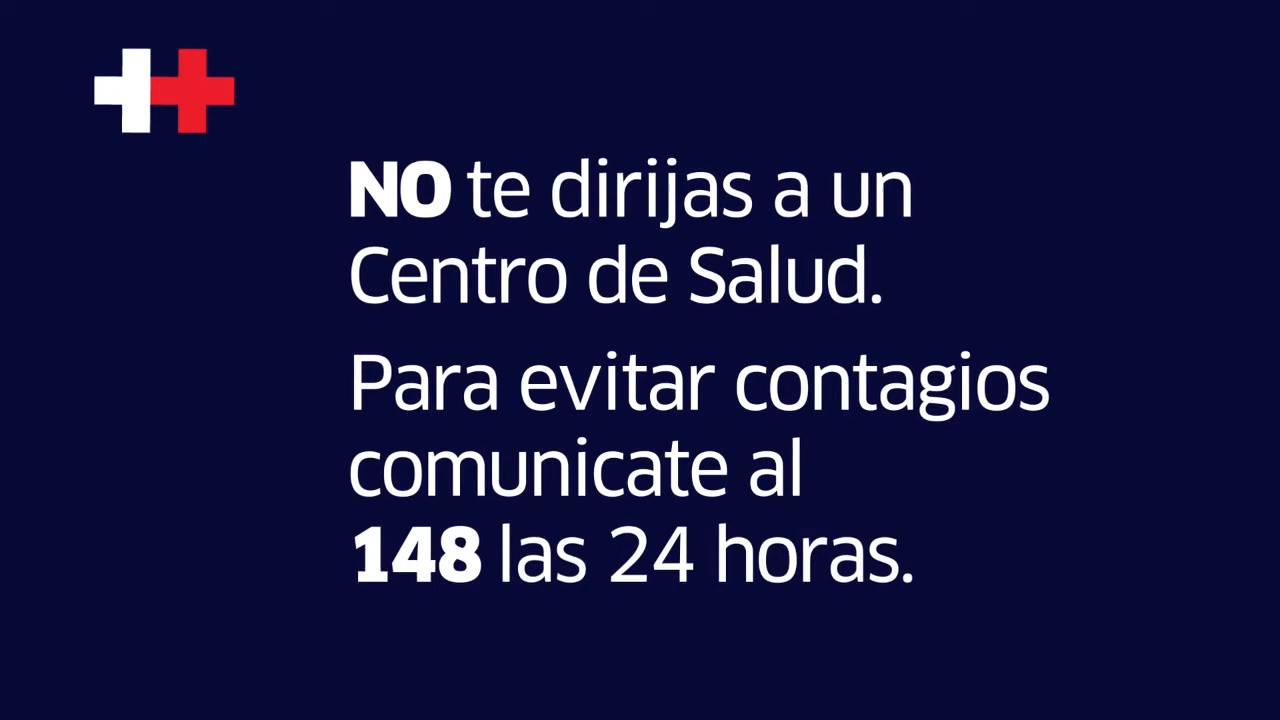 NO te dirijas a un
Centro de Salud.
Para evitar contagios
comunicate al
148 las 24 horas.